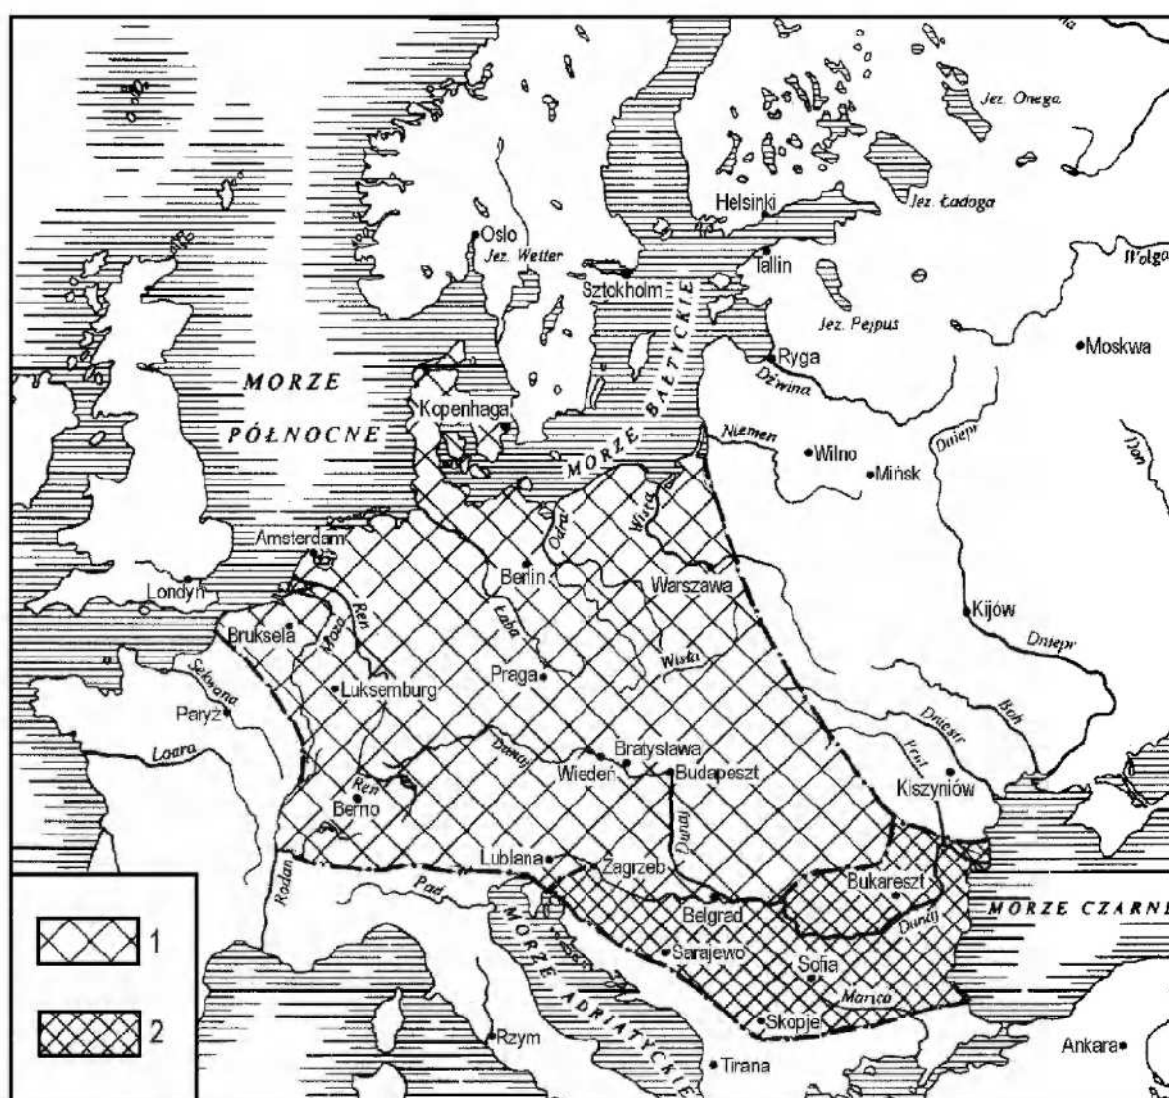 Jez. Onega
Helsinki
Jez. Ładoga
Oslo
Jez. Wetter
Tallin
Wołga
Sztokholm
Jez. Pejpus
Moskwa
Ryga
Dźwina
MORZE
PÓŁNOCNE
MORZE BAŁTYCKIE
Kopenhaga
Niemen
Wilno
Mińsk
Dniepr
Don
Amsterdam
Odra
Wisła
Berlin
Warszawa
Londyn
Ren
Łaba
Kijów
Bruksela
Moza
Dniepr
Wisła
Praga
Sekwana
Luksemburg
Paryż
Boh
Dniestr
Loara
Dunaj
Bratysława
Prut
Wiedeń
Budapeszt
Kiszyniów
Ren
Berno
Dunaj
Lublana
Zagrzeb
Rodan
Pad
Bukareszt
Belgrad
Dunaj
MORZE CZARNE
MORZE ADRIATYCKIE
Sarajewo
Sofia
Marica
Skopje
Rzym
Tirana
Ankara
1
2